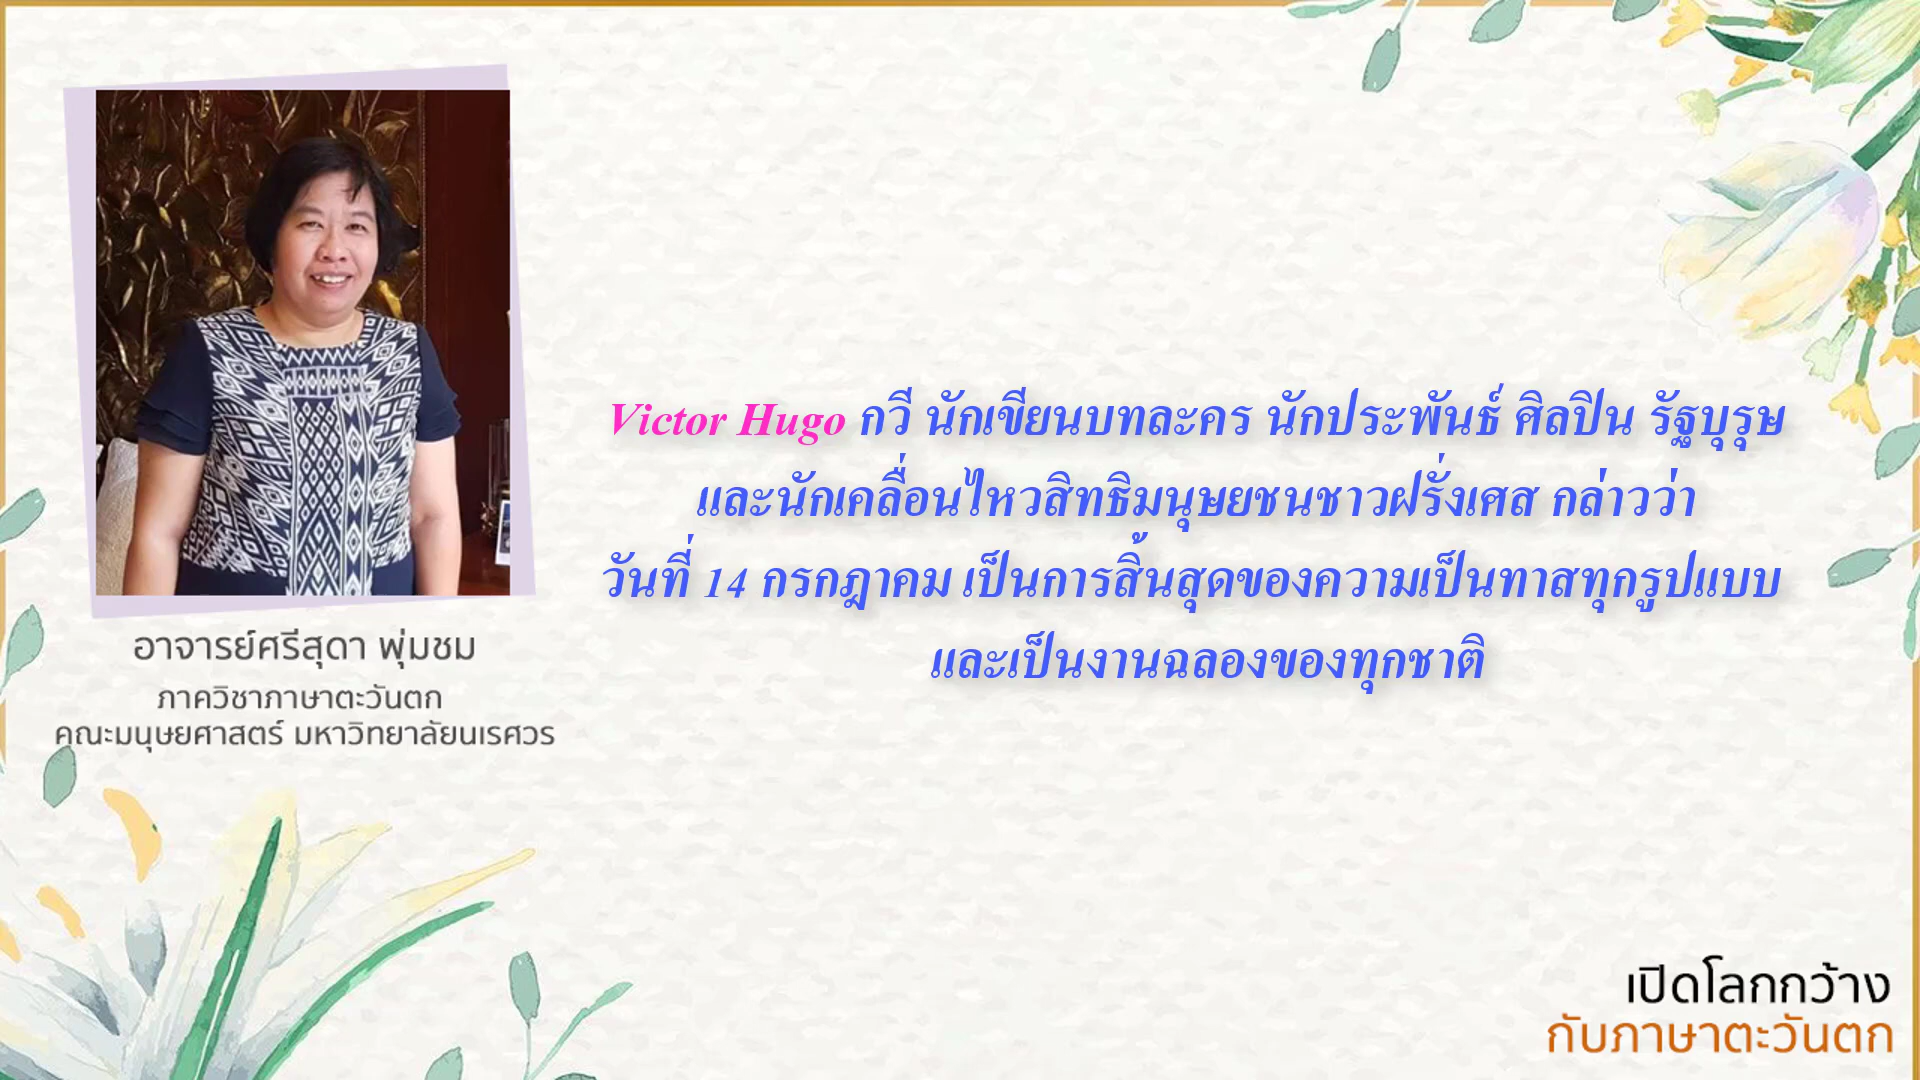 Victor Hugo กวี นักเขียนบทละคร นักประพันธ์ ศิลปิน รัฐบุรุษ
และนักเคลื่อนไหวสิทธิมนุษยชนชาวฝรั่งเศส กล่าวว่า
วันที่ 14 กรกฎาคม เป็นการสิ้นสุดของความเป็นทาสทุกรูปแบบ
และเป็นงานฉลองของทุกชาติ
อาจารย์ศรีสุดา พุ่มชม
ภาควิชาภาษาตะวันตก
คณะมนุษยศาสตร์ มหาวิทยาลัยนเรศวร
เปิดโลกกว้าง
กับภาษาตะวันตก